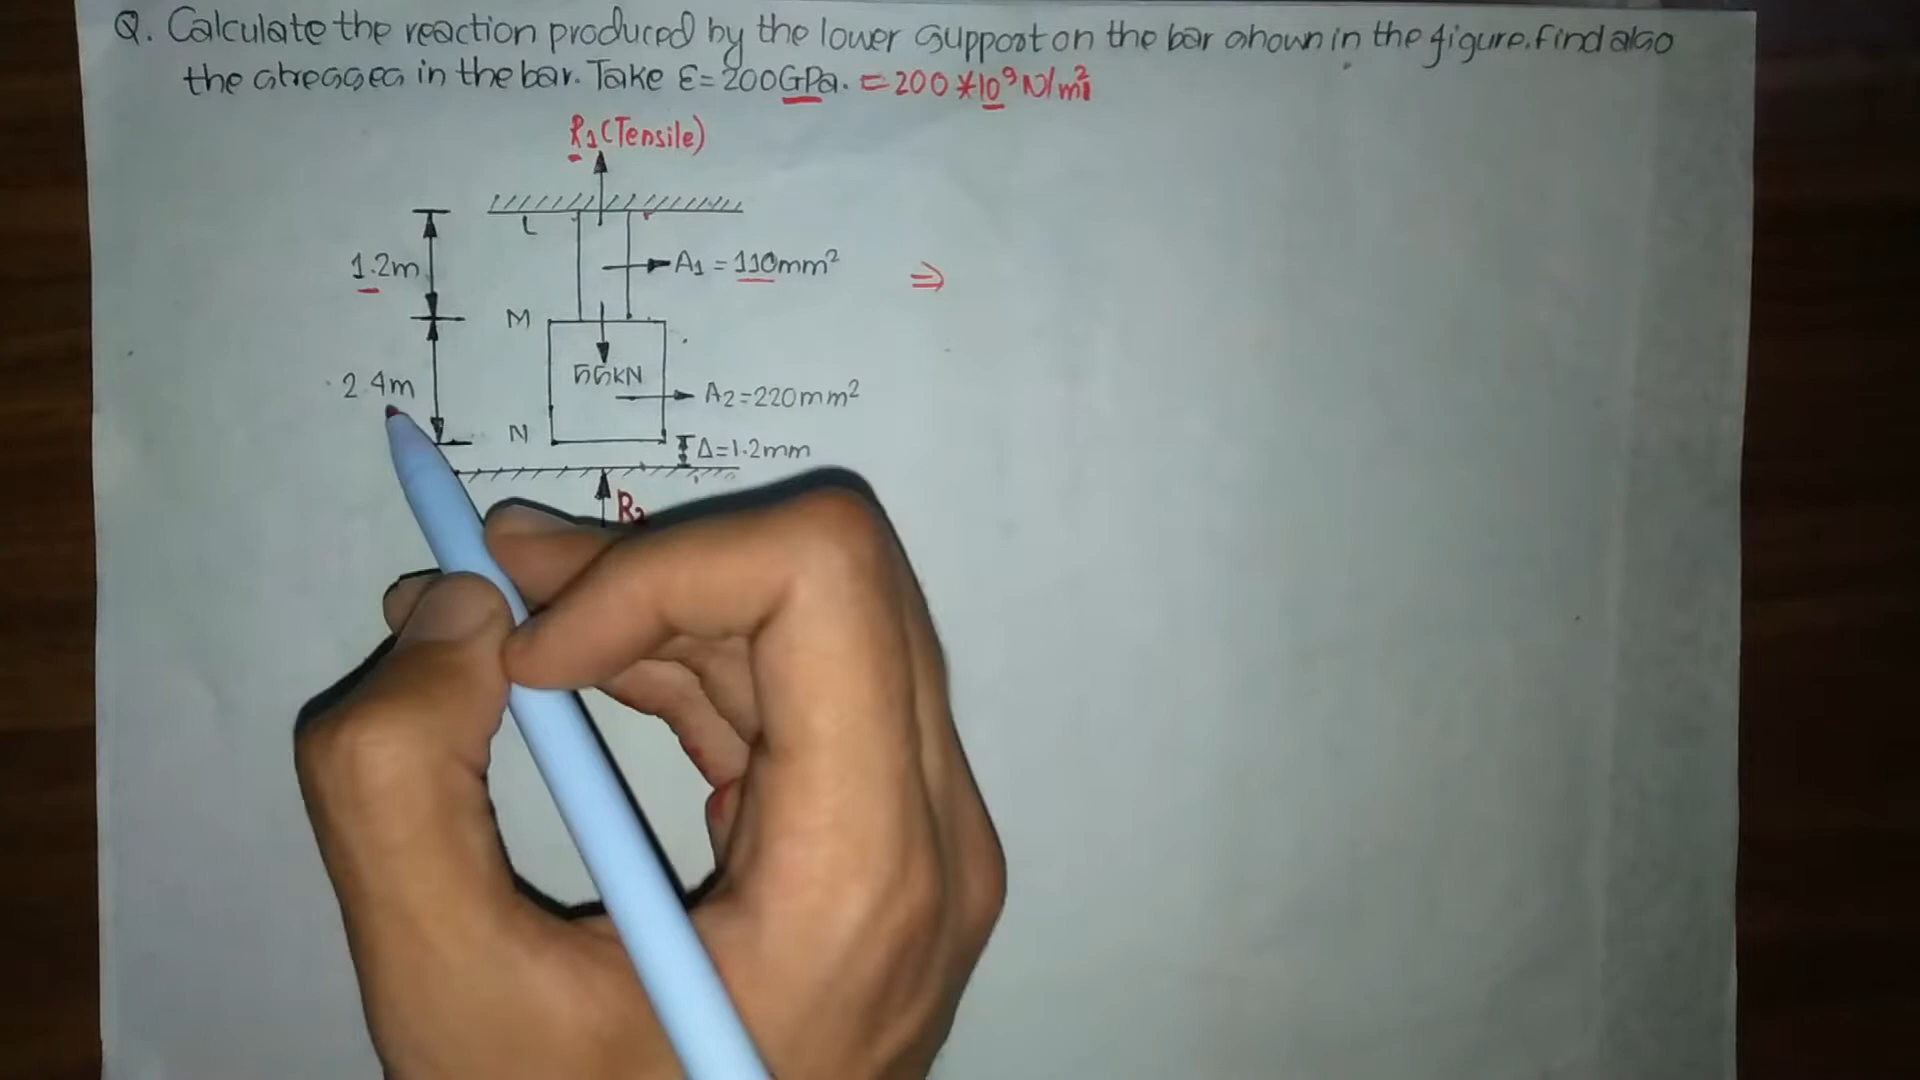 Q. Calculate the reaction produced by the lower support on the bar shown in the figure. Find also
the stresses in the bar. Take E = 200GPa. = 200 * 10⁹ N/m²
R1 (Tensile)
L
1.2m
A1 = 110mm²
⇒
M
55kN
2.4m
A2 = 220mm²
N
Δ=1.2mm
R2